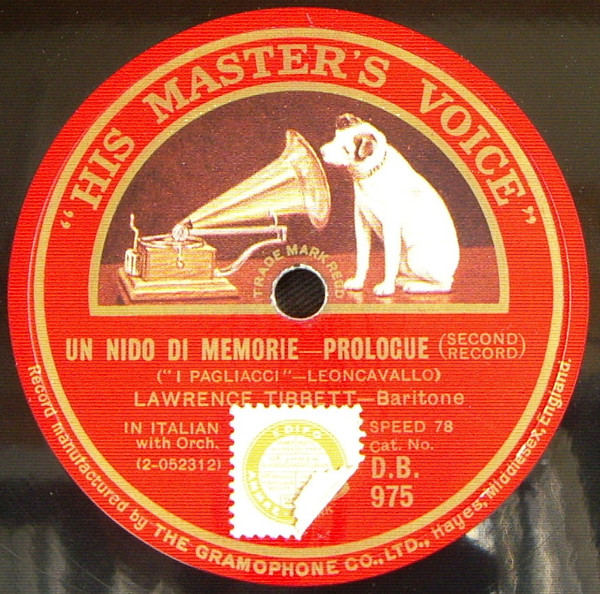 "HIS MASTER'S VOICE"
TRADE MARK REGD
UN NIDO DI MEMORIE—PROLOGUE (SECOND RECORD)
("I PAGLIACCI"—LEONCAVALLO)
LAWRENCE TIBBETT—Baritone
IN ITALIAN
with Orch.
(2-052312)
SPEED 78
Cat. No.
D.B.
975
Record manufactured by THE GRAMOPHONE CO., LTD., Hayes, Middlesex, England.